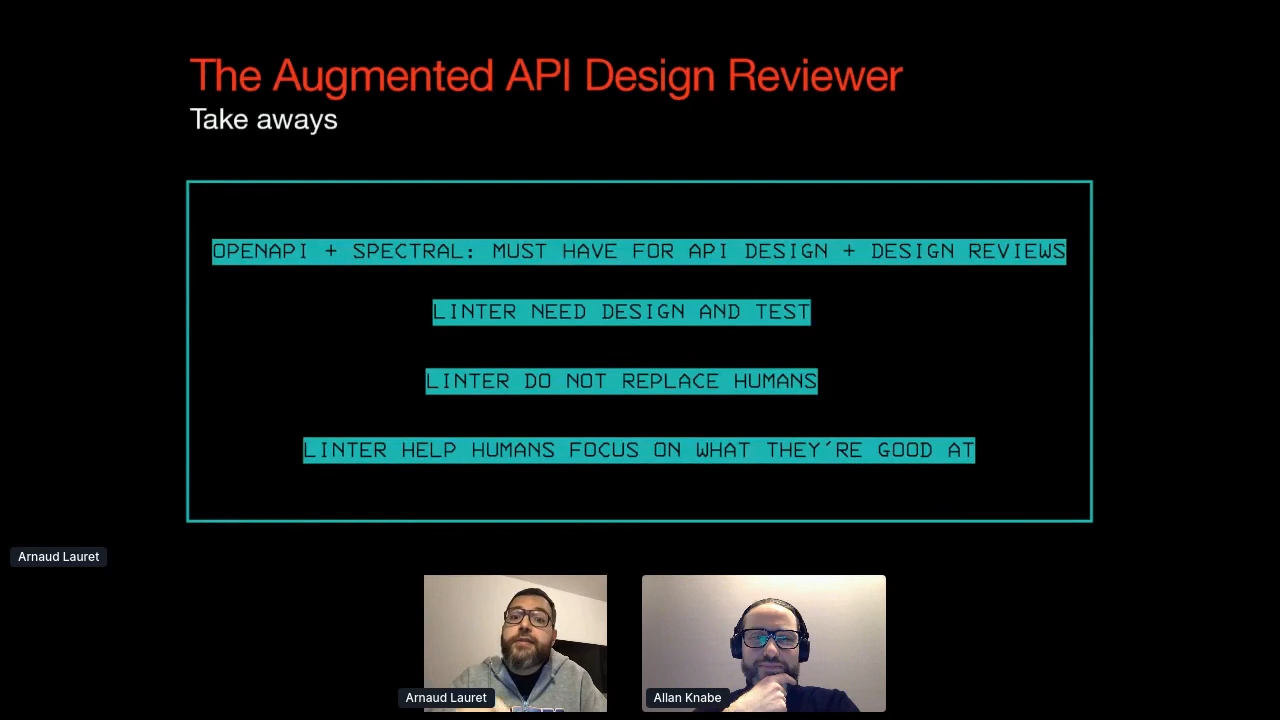 The Augmented API Design Reviewer
Take aways
OPENAPI + SPECTRAL: MUST HAVE FOR API DESIGN + DESIGN REVIEWS
LINTER NEED DESIGN AND TEST
LINTER DO NOT REPLACE HUMANS
LINTER HELP HUMANS FOCUS ON WHAT THEY´RE GOOD AT
Arnaud Lauret
Arnaud Lauret
Allan Knabe